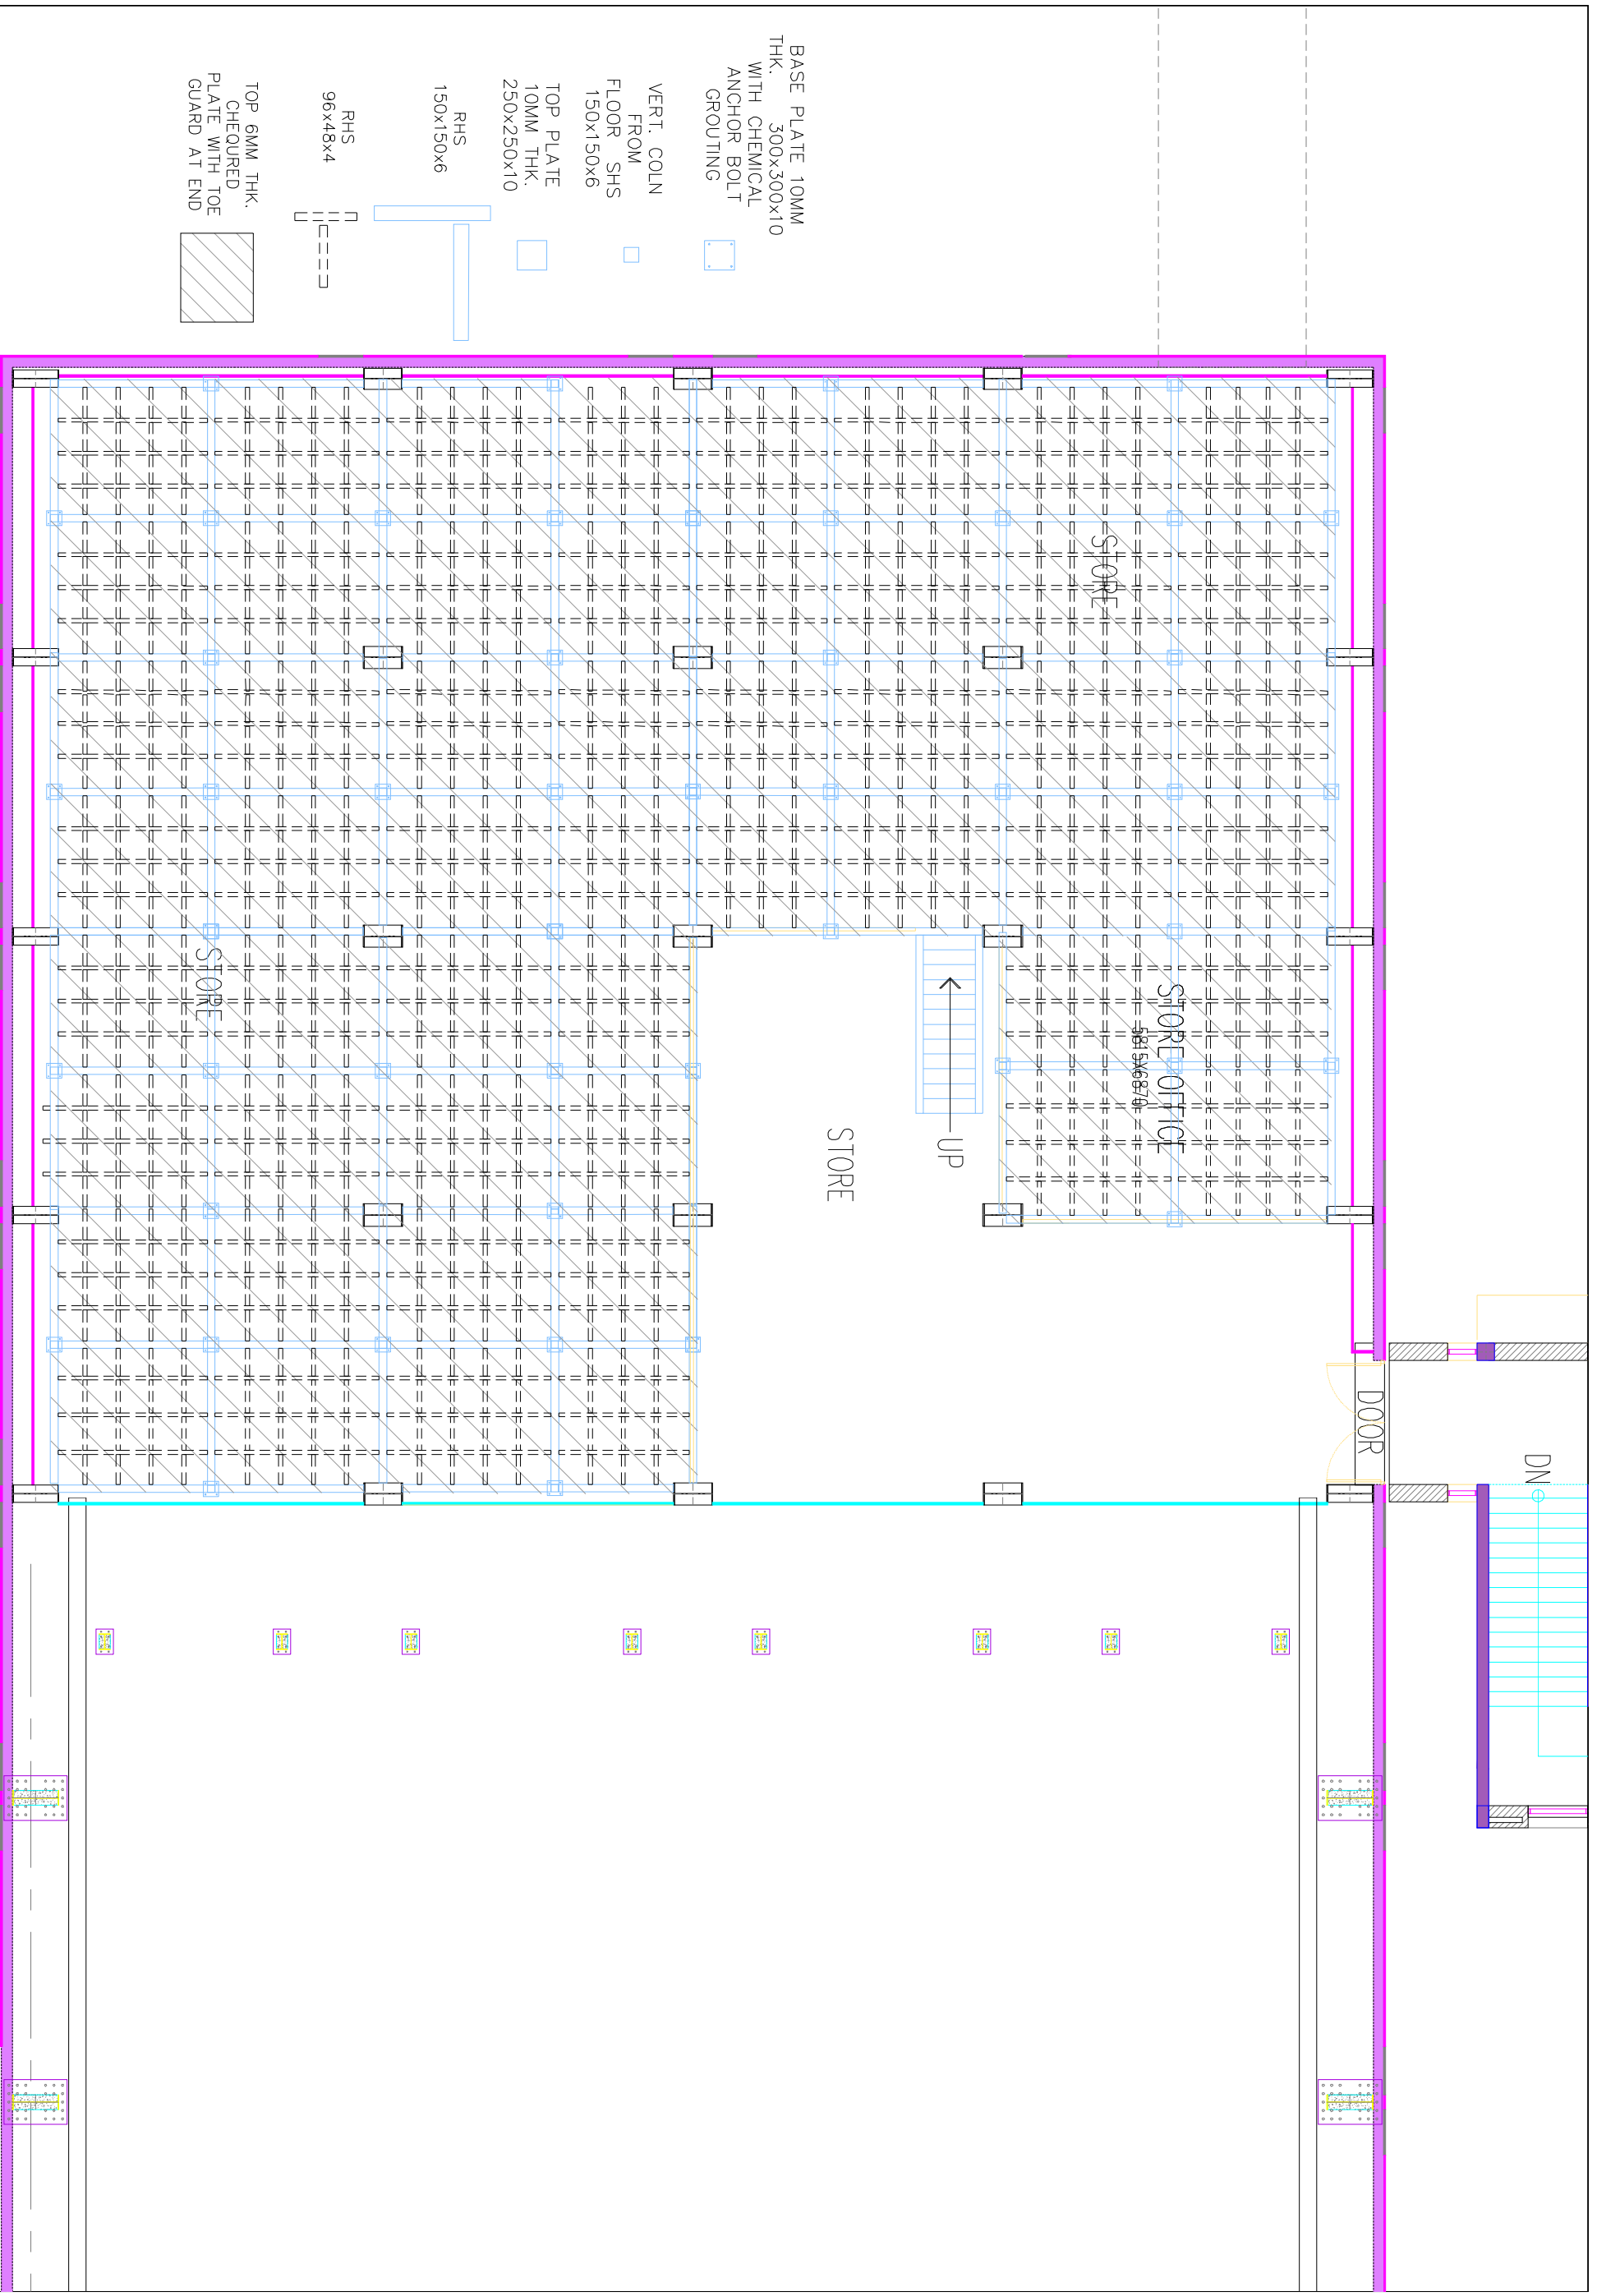 BASE PLATE 10MM
THK. 300x300x10
WITH CHEMICAL
ANCHOR BOLT
GROUTING
VERT. COLN
FROM
FLOOR SHS
150x150x6
TOP PLATE
10MM THK.
250x250x10
RHS
150x150x6
RHS
96x48x4
TOP 6MM THK.
CHEQURED
PLATE WITH TOE
GUARD AT END
STORE
STORE OFFICE
5815X6870
STORE
UP
STORE
DOOR
DN